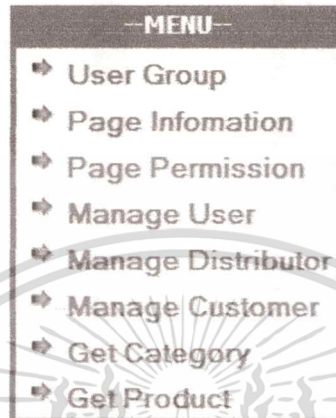 --MENU--
User Group
Page Infomation
Page Permission
Manage User
Manage Distributor
Manage Customer
Get Category
Get Product